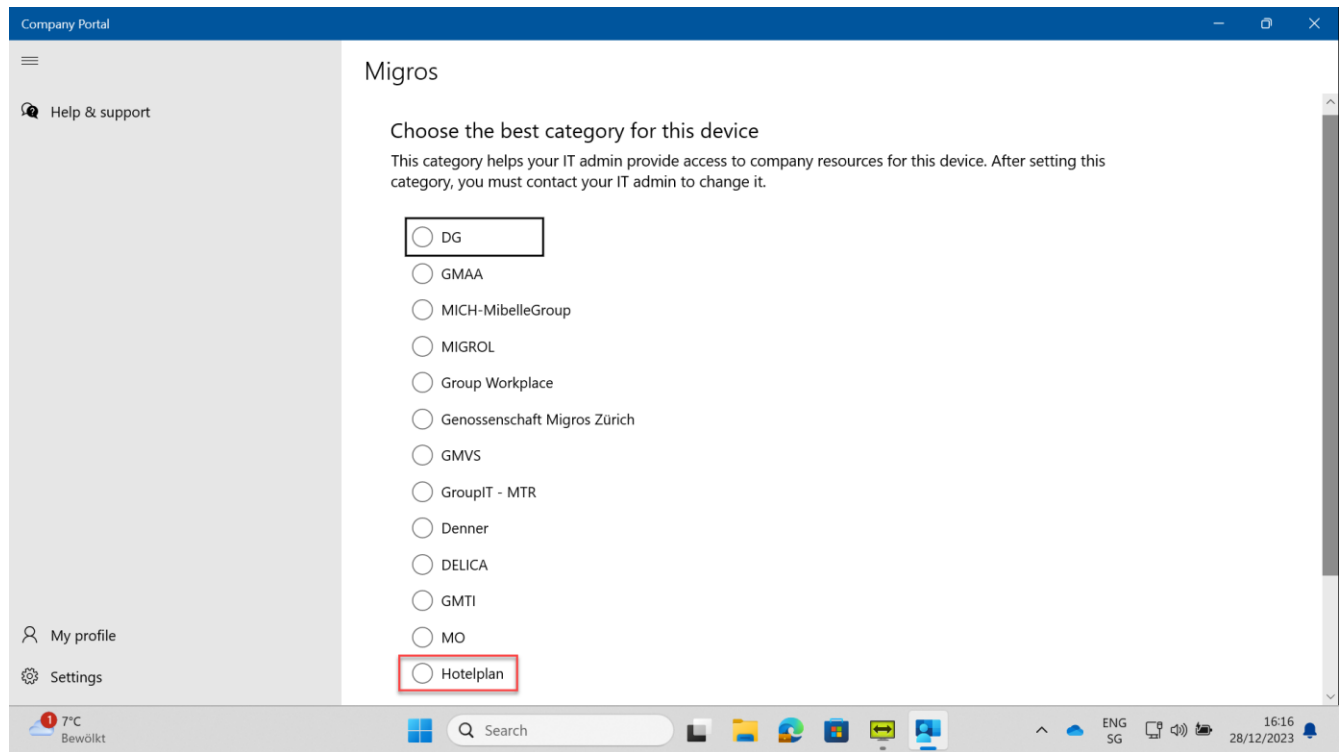 Company Portal
Migros
Help & support
Choose the best category for this device
This category helps your IT admin provide access to company resources for this device. After setting this
category, you must contact your IT admin to change it.
DG
GMAA
MICH-MibelleGroup
MIGROL
Group Workplace
Genossenschaft Migros Zürich
GMVS
GroupIT - MTR
Denner
DELICA
GMTI
MO
Hotelplan
My profile
Settings
1
7°C
Bewölkt
Search
ENG
SG
16:16
28/12/2023